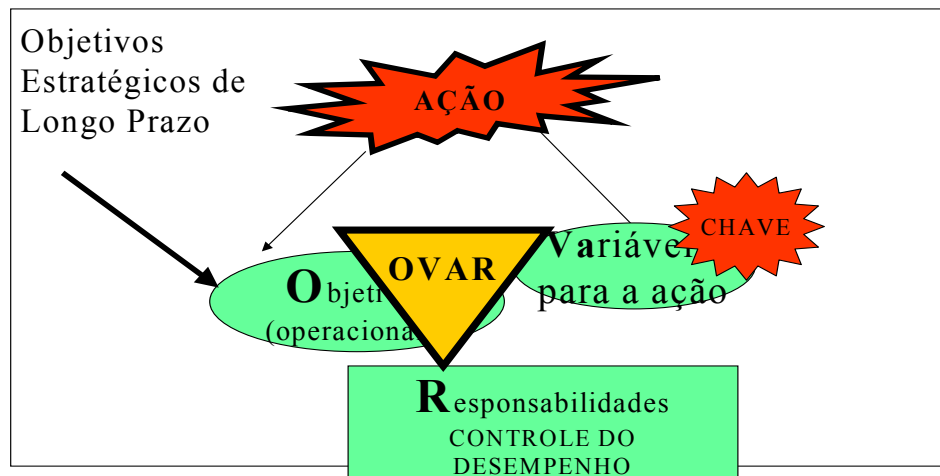 Objetivos
Estratégicos de
Longo Prazo
AÇÃO
CHAVE
Variáve
para a ação
OVAR
Objeti
(operaciona
Responsabilidades
CONTROLE DO
DESEMPENHO